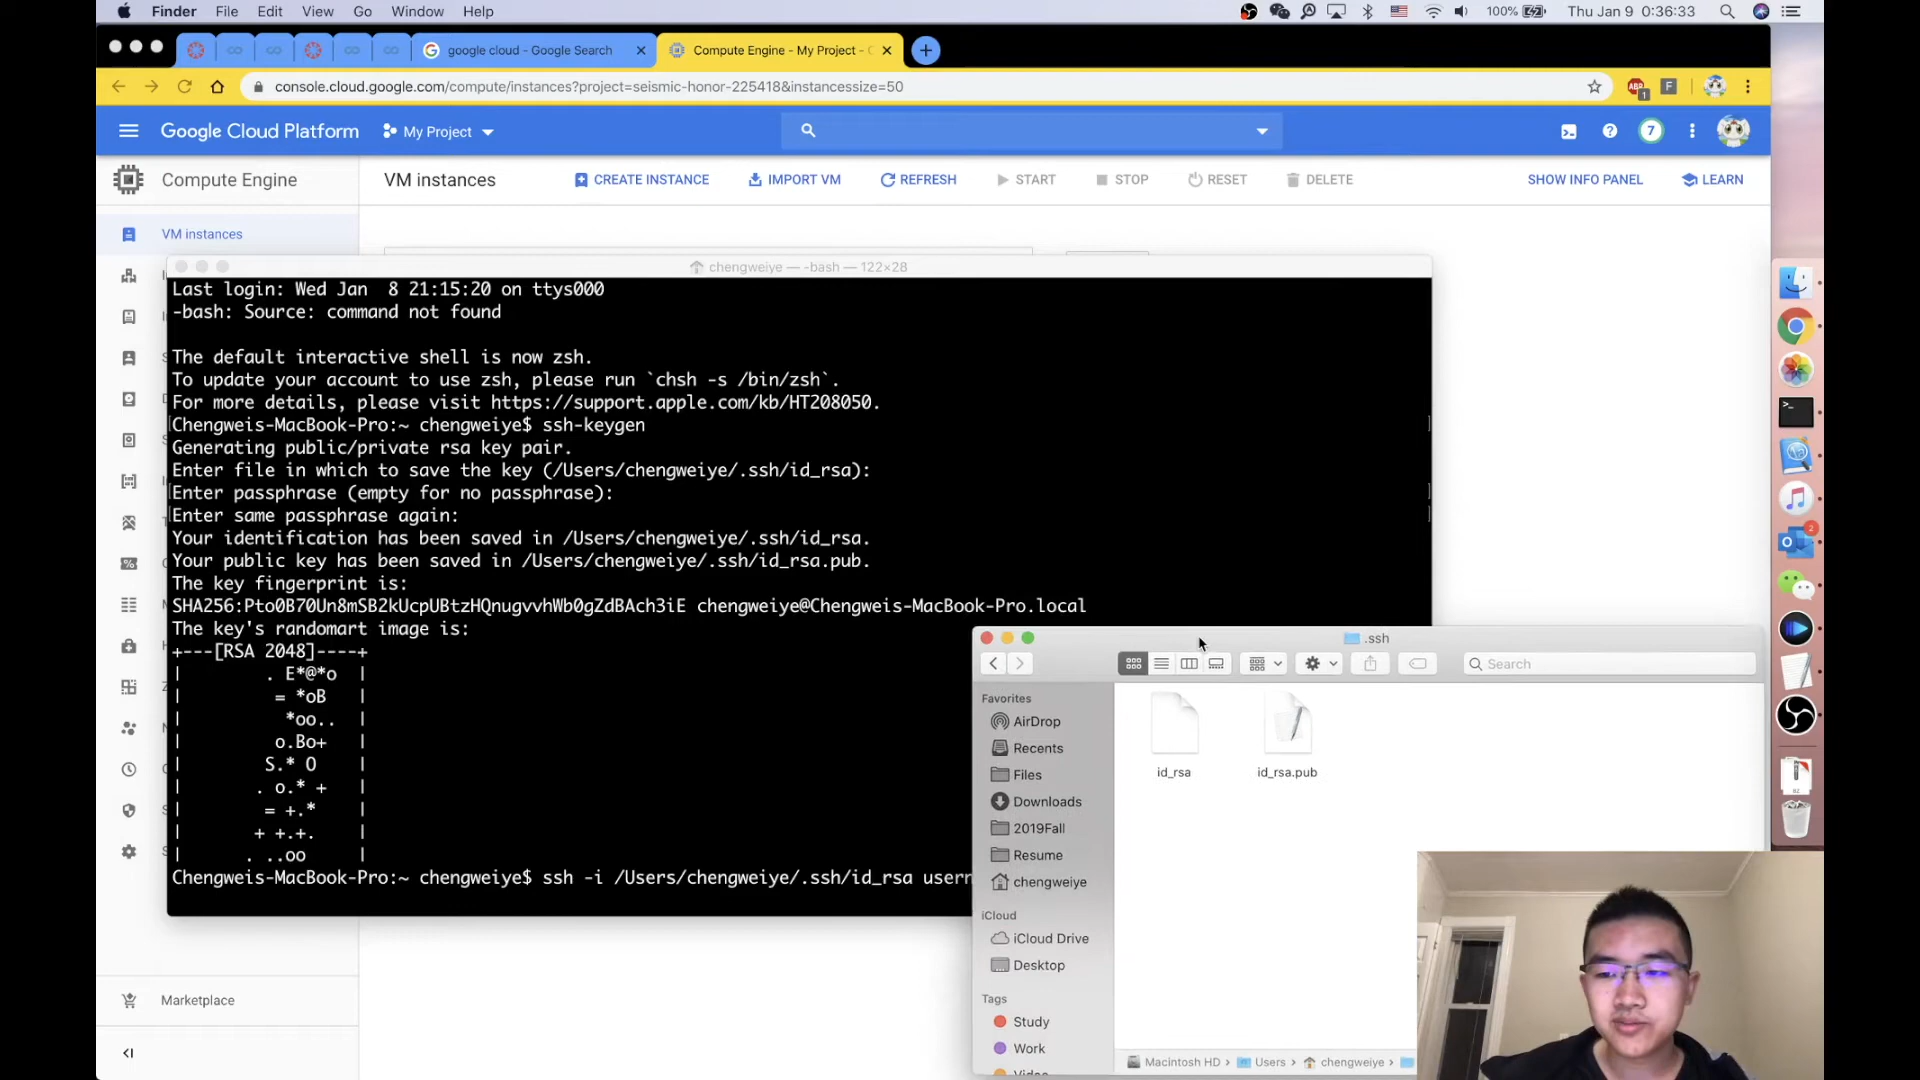 Finder File Edit View Go Window Help
100% Thu Jan 9 0:36:33
google cloud - Google Search
Compute Engine - My Project -
console.cloud.google.com/compute/instances?project=seismic-honor-225418&instancessize=50
ABP
1
F
Google Cloud Platform
My Project
7
Compute Engine
VM instances
CREATE INSTANCE
IMPORT VM
REFRESH
START
STOP
RESET
DELETE
SHOW INFO PANEL
LEARN
VM instances
chengweiye — -bash — 122×28
Last login: Wed Jan  8 21:15:20 on ttys000
-bash: Source: command not found
The default interactive shell is now zsh.
To update your account to use zsh, please run `chsh -s /bin/zsh`.
For more details, please visit https://support.apple.com/kb/HT208050.
Chengweis-MacBook-Pro:~ chengweiye$ ssh-keygen
Generating public/private rsa key pair.
Enter file in which to save the key (/Users/chengweiye/.ssh/id_rsa):
Enter passphrase (empty for no passphrase):
Enter same passphrase again:
Your identification has been saved in /Users/chengweiye/.ssh/id_rsa.
Your public key has been saved in /Users/chengweiye/.ssh/id_rsa.pub.
The key fingerprint is:
SHA256:Pto0B70Un8mSB2kUcpUBtzHQnugvvhWb0gZdBAch3iE chengweiye@Chengweis-MacBook-Pro.local
The key's randomart image is:
+---[RSA 2048]----+
|        . E*@*o  |
|         = *oB   |
|          *oo..  |
|         o.Bo+   |
|        S.* O    |
|       . o.* +   |
|        = +.*    |
|       + +.+.    |
|      . ..oo     |
Chengweis-MacBook-Pro:~ chengweiye$ ssh -i /Users/chengweiye/.ssh/id_rsa usern
.ssh
Search
Favorites
AirDrop
Recents
Files
Downloads
2019Fall
Resume
chengweiye
iCloud
iCloud Drive
Desktop
Tags
Study
Work
id_rsa
id_rsa.pub
Macintosh HD › Users › chengweiye ›
Marketplace
2